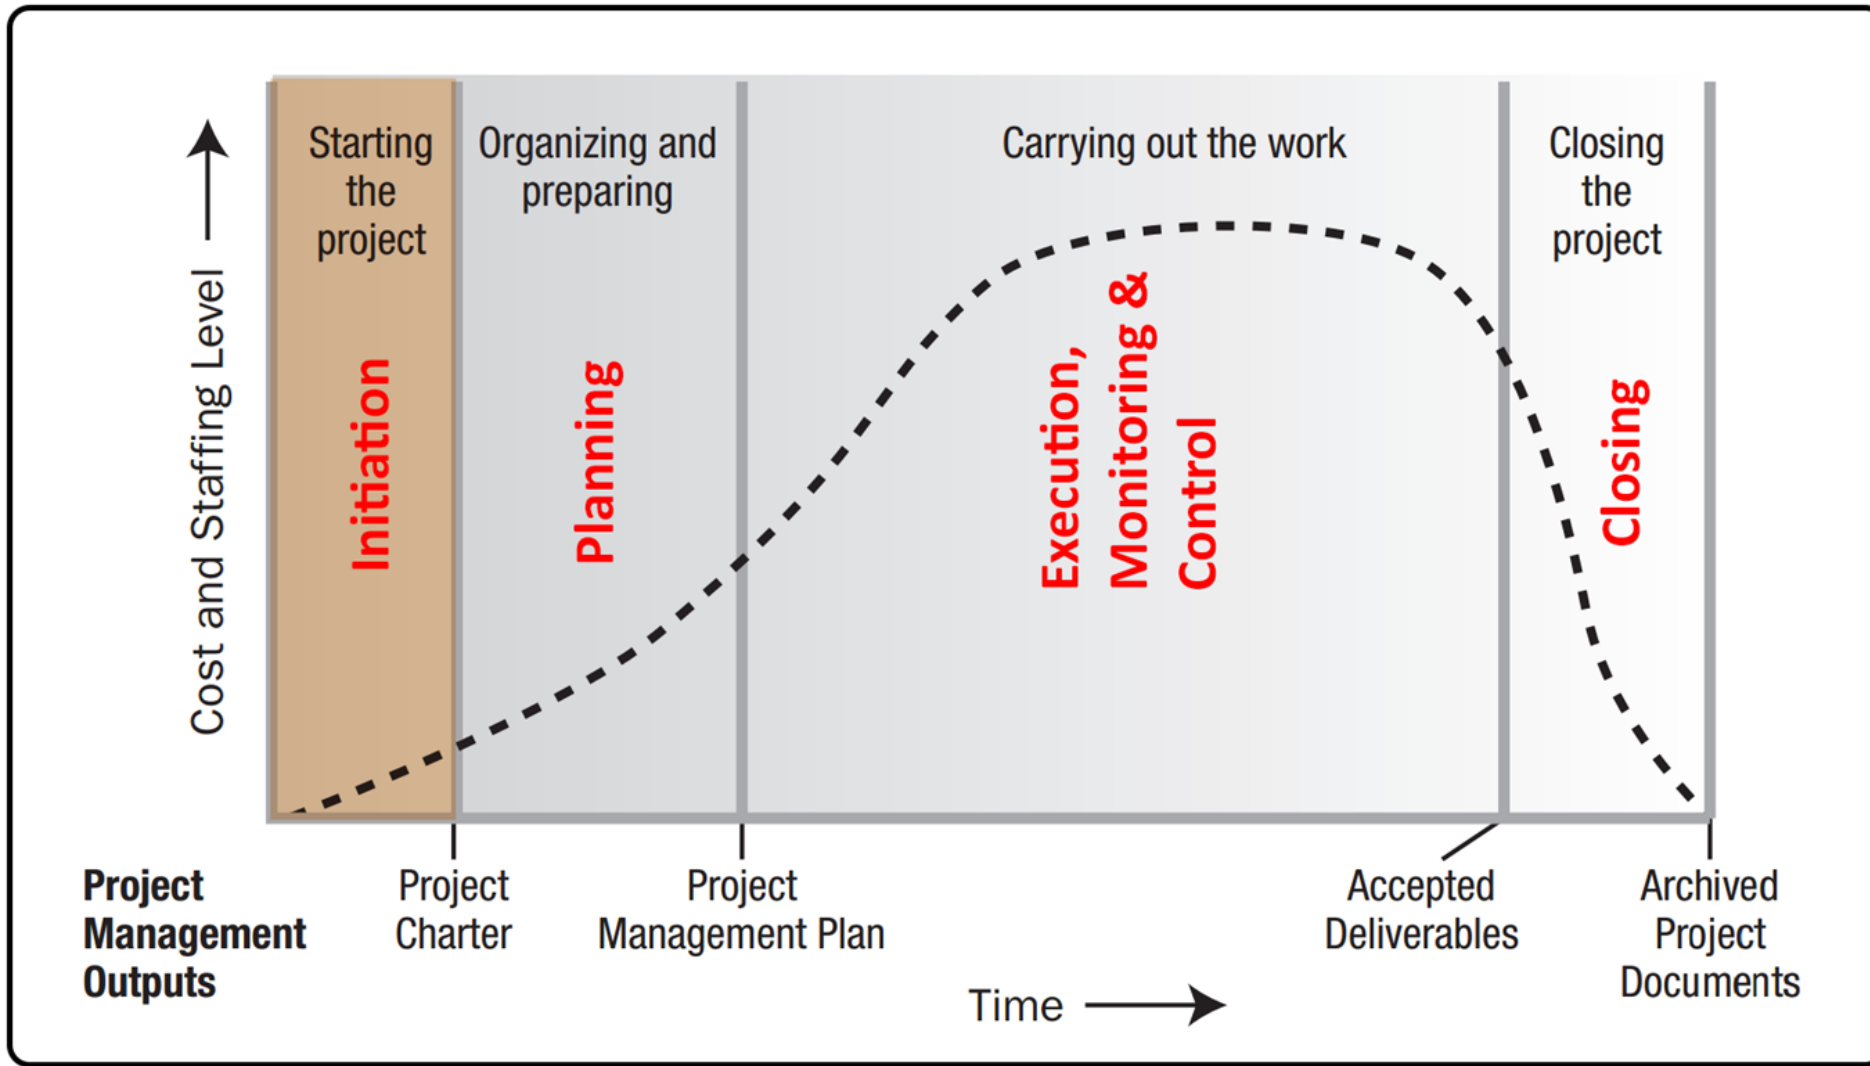 Starting
the
project
Organizing and
preparing
Carrying out the work
Closing
the
project
Cost and Staffing Level
Initiation
Planning
Execution,
Monitoring &
Control
Closing
Project
Management
Outputs
Project
Charter
Project
Management Plan
Accepted
Deliverables
Archived
Project
Documents
Time